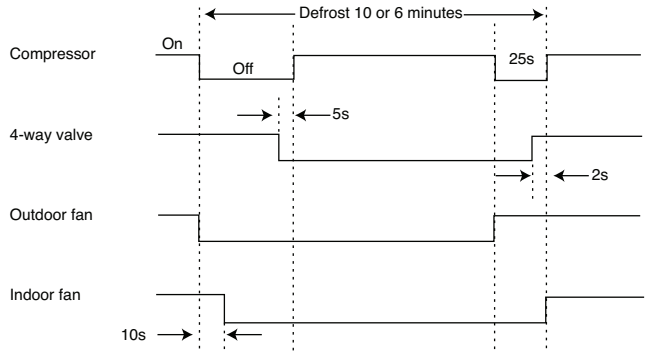 Defrost 10 or 6 minutes
Compressor
On
Off
25s
5s
4-way valve
2s
Outdoor fan
Indoor fan
10s